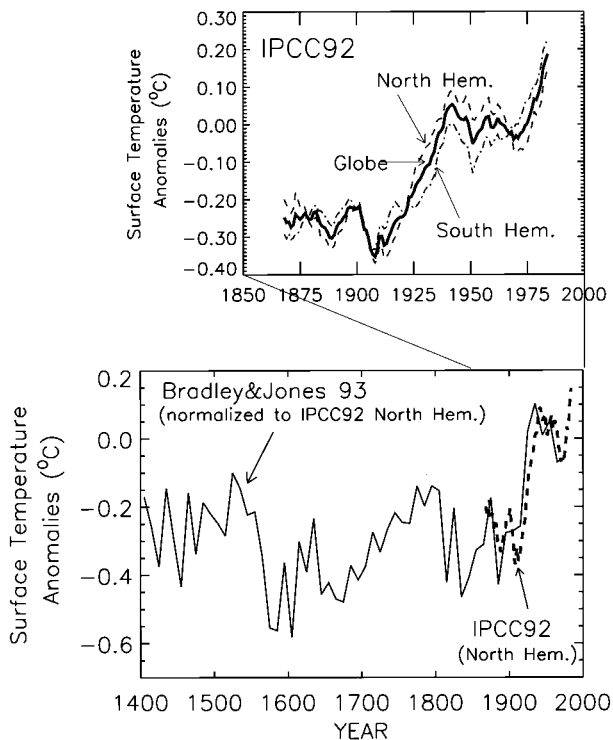 0.30
IPCC92
0.20
0.10
0.00
−0.10
−0.20
−0.30
−0.40
Surface Temperature
Anomalies (°C)
North Hem.
Globe
South Hem.
1850 1875 1900 1925 1950 1975 2000
0.2
0.0
−0.2
−0.4
−0.6
Surface Temperature
Anomalies (°C)
Bradley&Jones 93
(normalized to IPCC92 North Hem.)
IPCC92
(North Hem.)
1400 1500 1600 1700 1800 1900 2000
YEAR